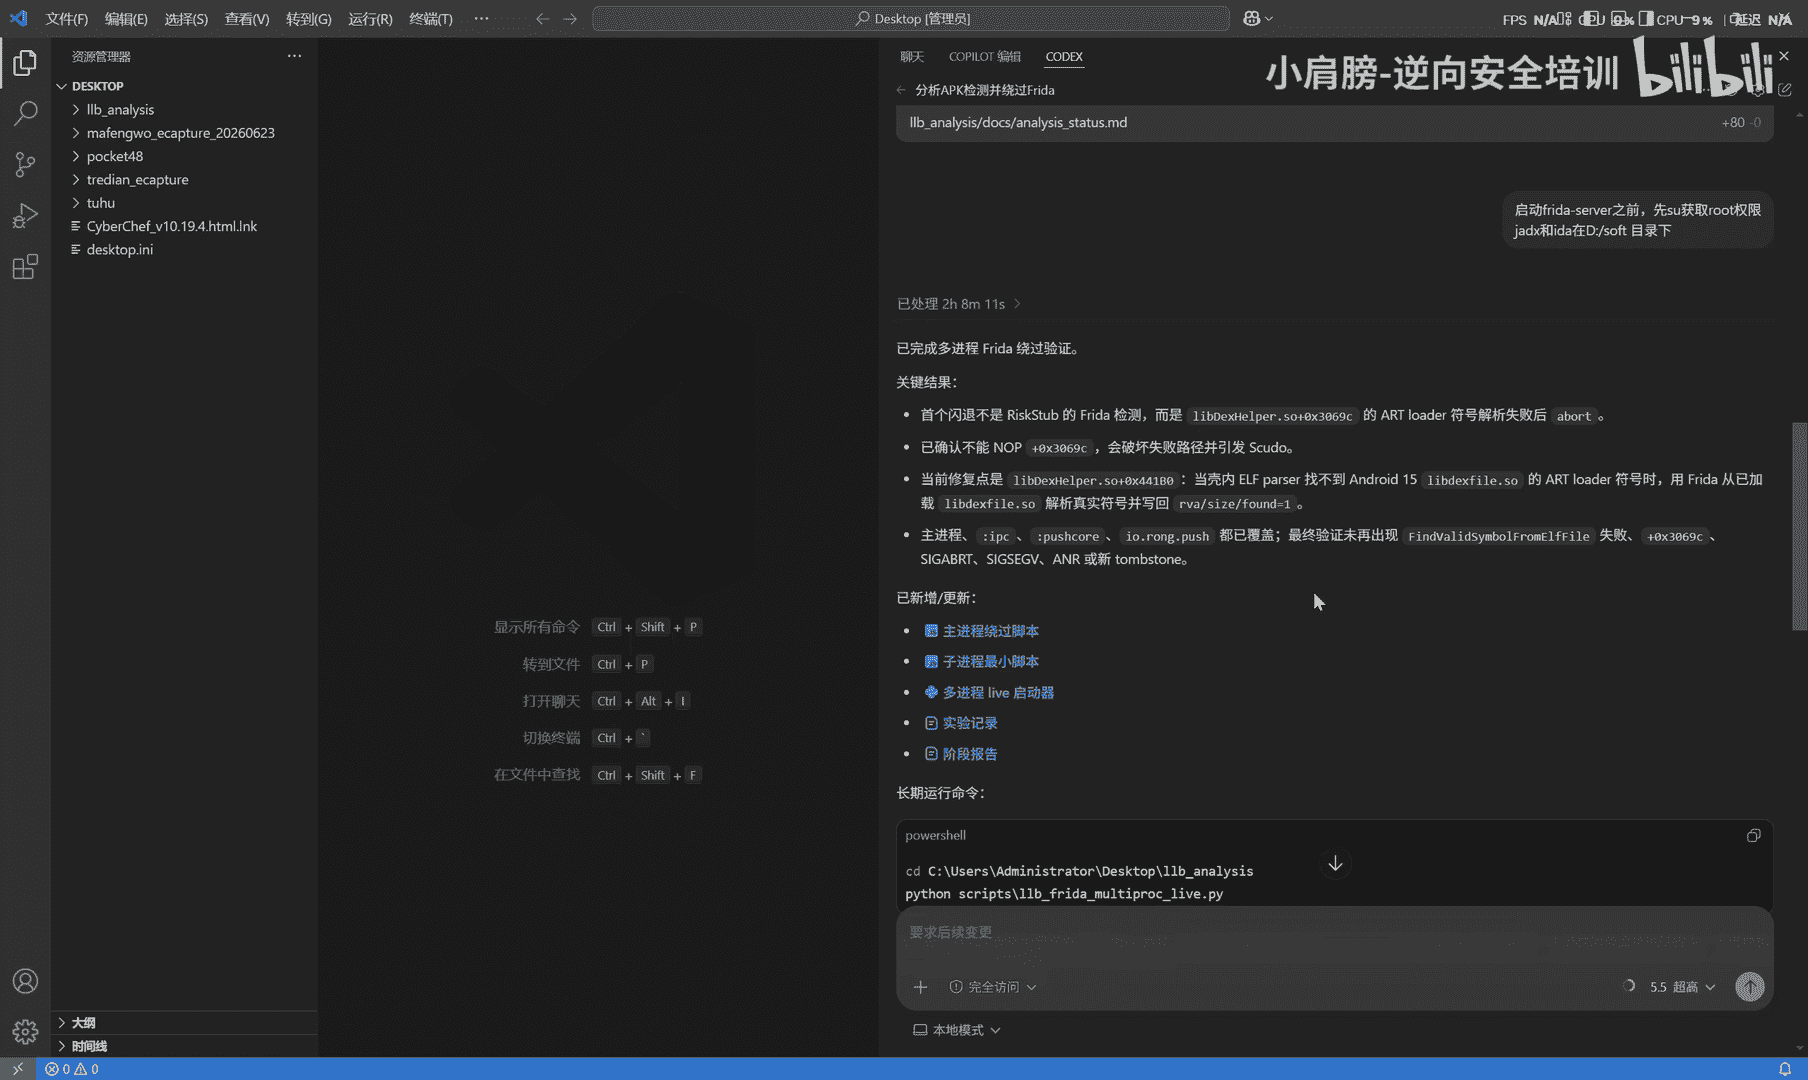 文件(F) 编辑(E) 选择(S) 查看(V) 转到(G) 运行(R) 终端(T) ··· Desktop [管理员]
FPS N/A GPU 0% CPU 9% 延迟 N/A
小肩膀-逆向安全培训 bilibili
资源管理器
DESKTOP
llb_analysis
mafengwo_ecapture_20260623
pocket48
tredian_ecapture
tuhu
CyberChef_v10.19.4.html.lnk
desktop.ini
大纲
时间线
显示所有命令 Ctrl + Shift + P
转到文件 Ctrl + P
打开聊天 Ctrl + Alt + I
切换终端 Ctrl + `
在文件中查找 Ctrl + Shift + F
聊天 COPILOT 编辑 CODEX
分析APK检测并绕过Frida
llb_analysis/docs/analysis_status.md +80 -0
启动frida-server之前，先su获取root权限
jadx和ida在D:/soft 目录下
已处理 2h 8m 11s
已完成多进程 Frida 绕过验证。
关键结果：
首个闪退不是 RiskStub 的 Frida 检测，而是 libDexHelper.so+0x3069c 的 ART loader 符号解析失败后 abort 。
已确认不能 NOP +0x3069c ，会破坏失败路径并引发 Scudo。
当前修复点是 libDexHelper.so+0x441B0 ：当壳内 ELF parser 找不到 Android 15 libdexfile.so 的 ART loader 符号时，用 Frida 从已加
载 libdexfile.so 解析真实符号并写回 rva/size/found=1 。
主进程、 :ipc 、 :pushcore 、 io.rong.push 都已覆盖；最终验证未再出现 FindValidSymbolFromElfFile 失败、 +0x3069c 、
SIGABRT、SIGSEGV、ANR 或新 tombstone。
已新增/更新：
主进程绕过脚本
子进程最小脚本
多进程 live 启动器
实验记录
阶段报告
长期运行命令：
powershell
cd C:\Users\Administrator\Desktop\llb_analysis
python scripts\llb_frida_multiproc_live.py
要求后续变更
完全访问 5.5 超高
本地模式
0 0